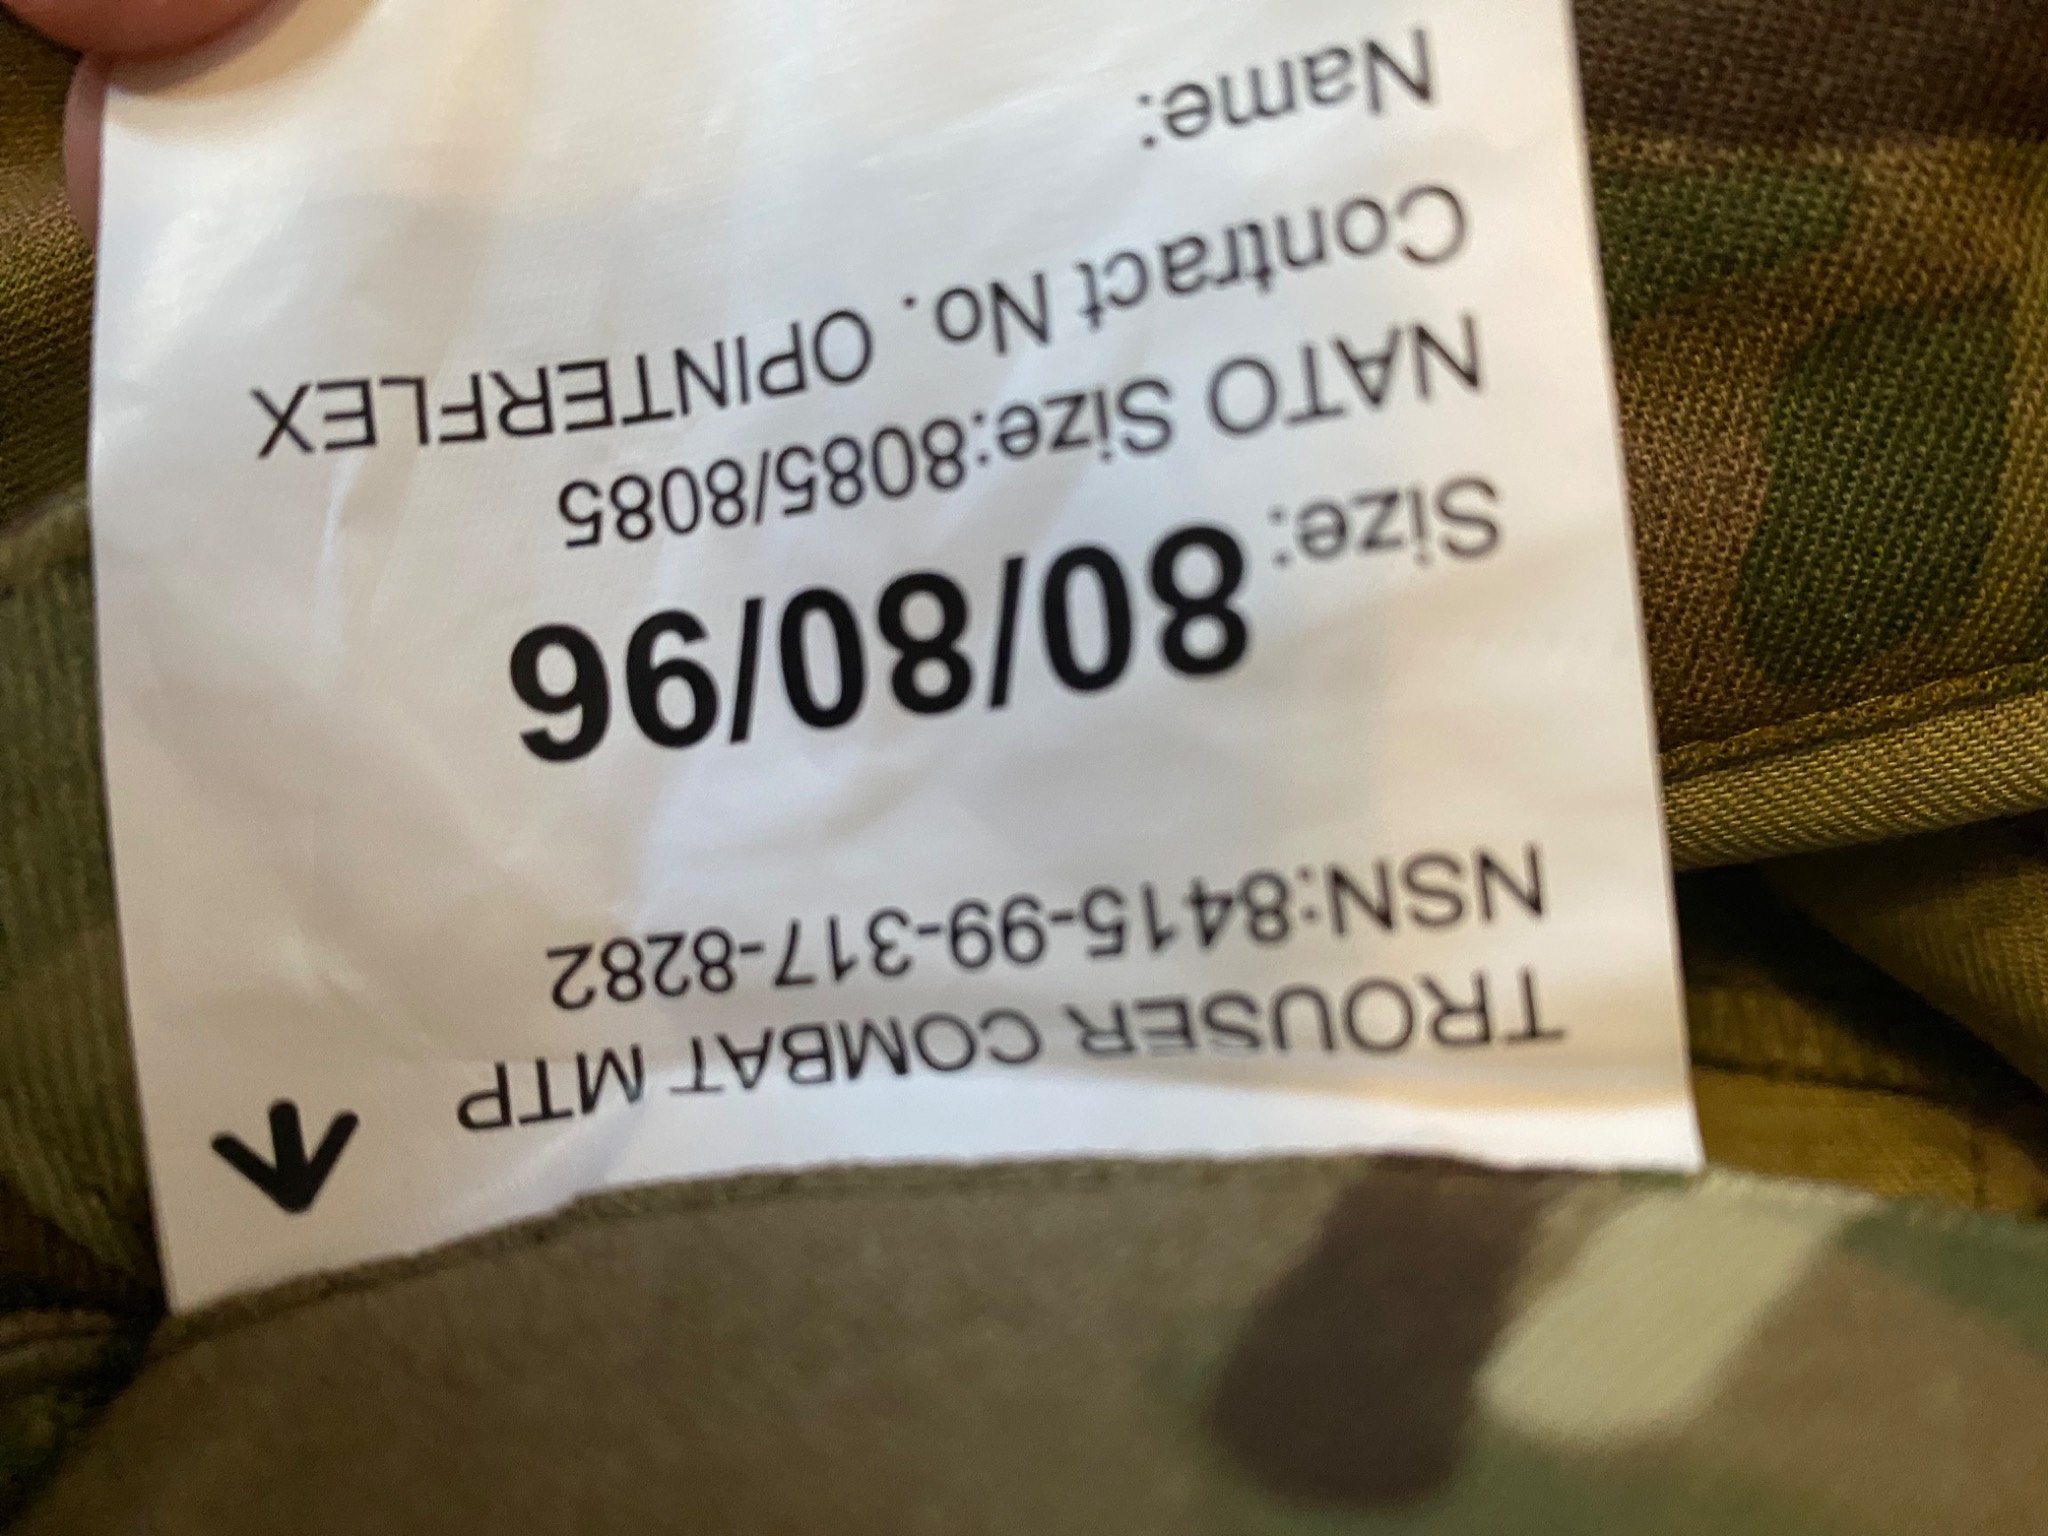 TROUSER COMBAT MTP
NSN:8415-99-317-8282
Size: 80/80/96
NATO Size:8085/8085
Contract No. OPINTERFLEX
Name: